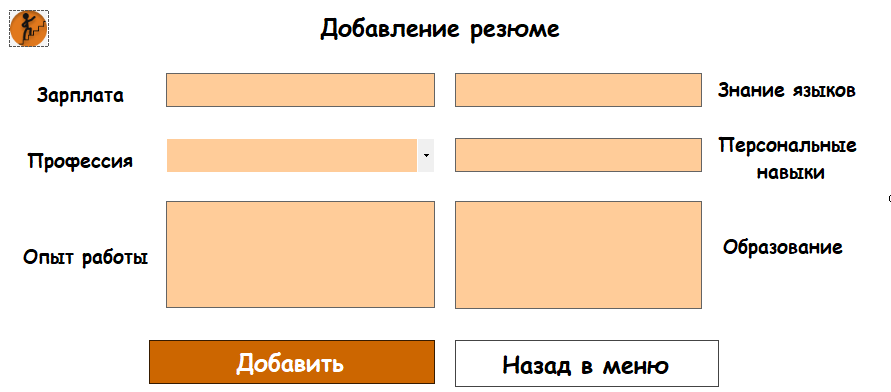 Добавление резюме
Зарплата
Знание языков
Профессия
Персональные
навыки
Опыт работы
Образование
Добавить
Назад в меню